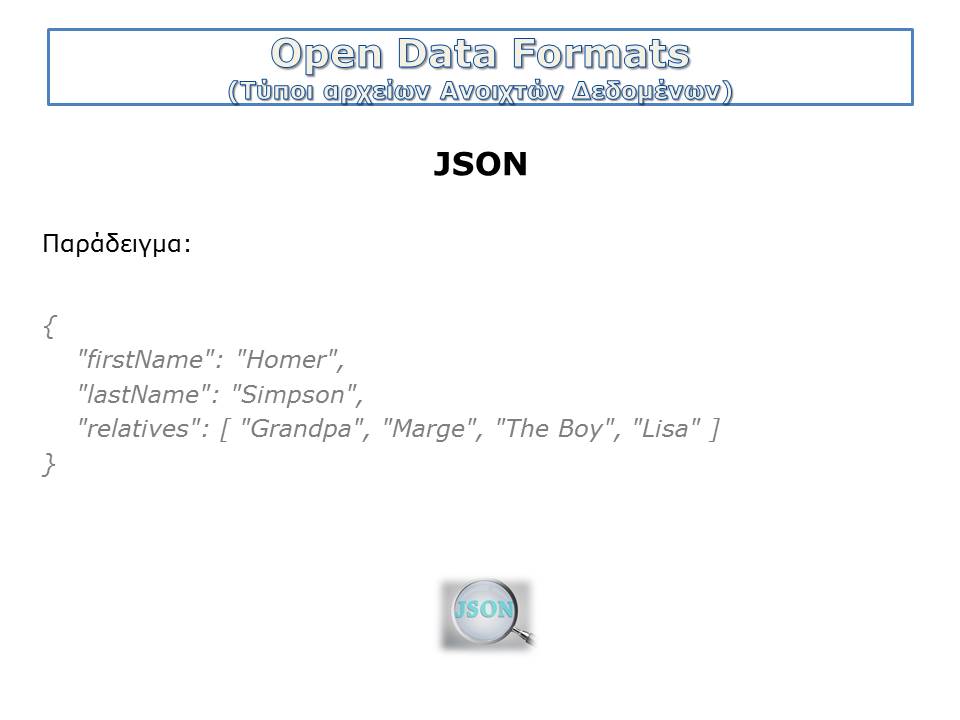 Open Data Formats
(Τύποι αρχείων Ανοιχτών Δεδομένων)
JSON
Παράδειγμα:
{
"firstName": "Homer",
"lastName": "Simpson",
"relatives": [ "Grandpa", "Marge", "The Boy", "Lisa" ]
}
JSON